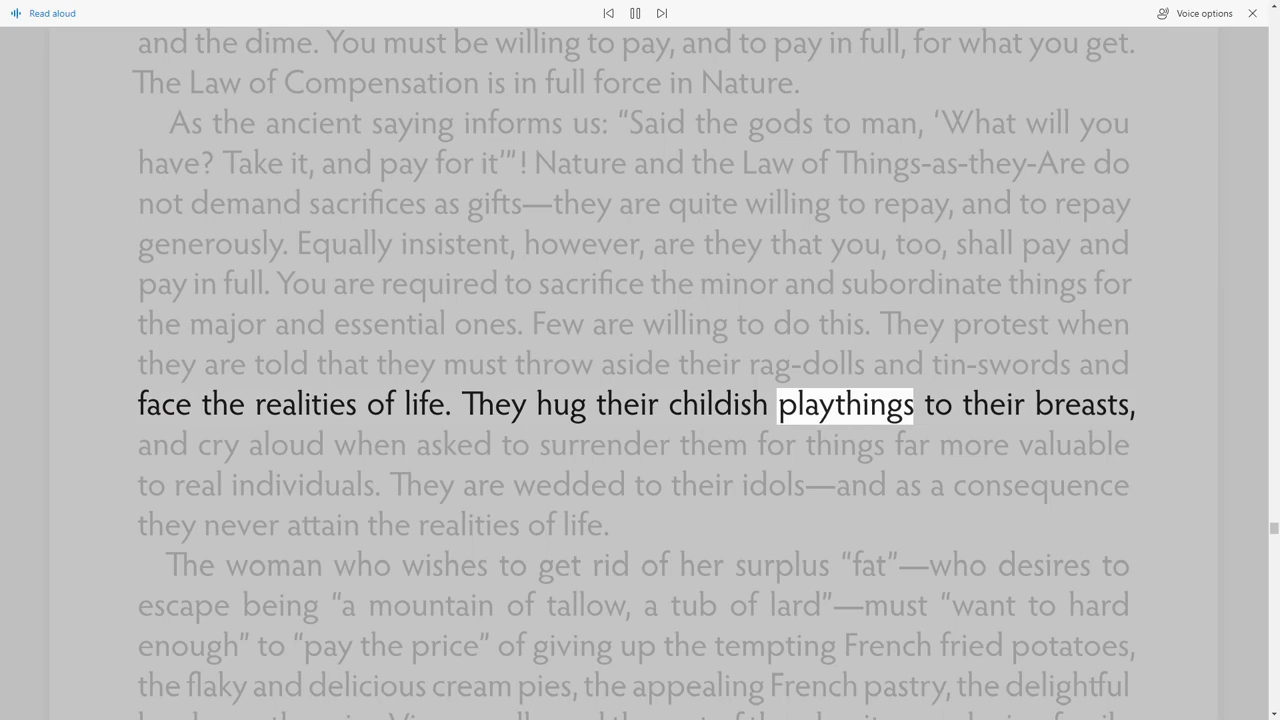 Read aloud
Voice options
and the dime. You must be willing to pay, and to pay in full, for what you get.
The Law of Compensation is in full force in Nature.
As the ancient saying informs us: “Said the gods to man, ‘What will you
have? Take it, and pay for it’”! Nature and the Law of Things-as-they-Are do
not demand sacrifices as gifts—they are quite willing to repay, and to repay
generously. Equally insistent, however, are they that you, too, shall pay and
pay in full. You are required to sacrifice the minor and subordinate things for
the major and essential ones. Few are willing to do this. They protest when
they are told that they must throw aside their rag-dolls and tin-swords and
face the realities of life. They hug their childish playthings to their breasts,
and cry aloud when asked to surrender them for things far more valuable
to real individuals. They are wedded to their idols—and as a consequence
they never attain the realities of life.
The woman who wishes to get rid of her surplus “fat”—who desires to
escape being “a mountain of tallow, a tub of lard”—must “want to hard
enough” to “pay the price” of giving up the tempting French fried potatoes,
the flaky and delicious cream pies, the appealing French pastry, the delightful